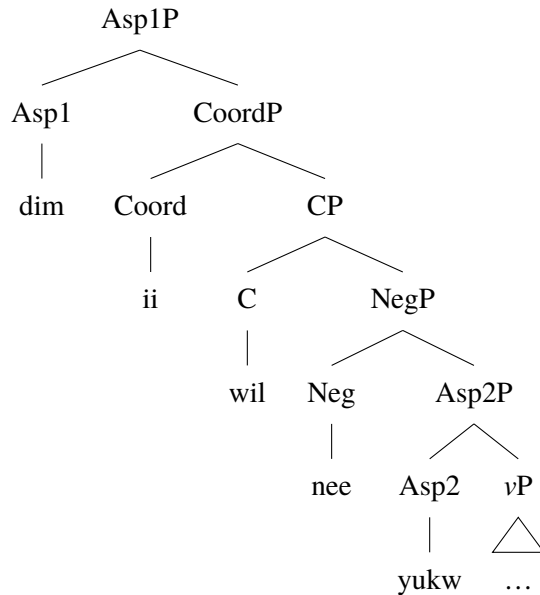 Asp1P
Asp1 CoordP
dim Coord CP
ii C NegP
wil Neg Asp2P
nee Asp2 vP
yukw …